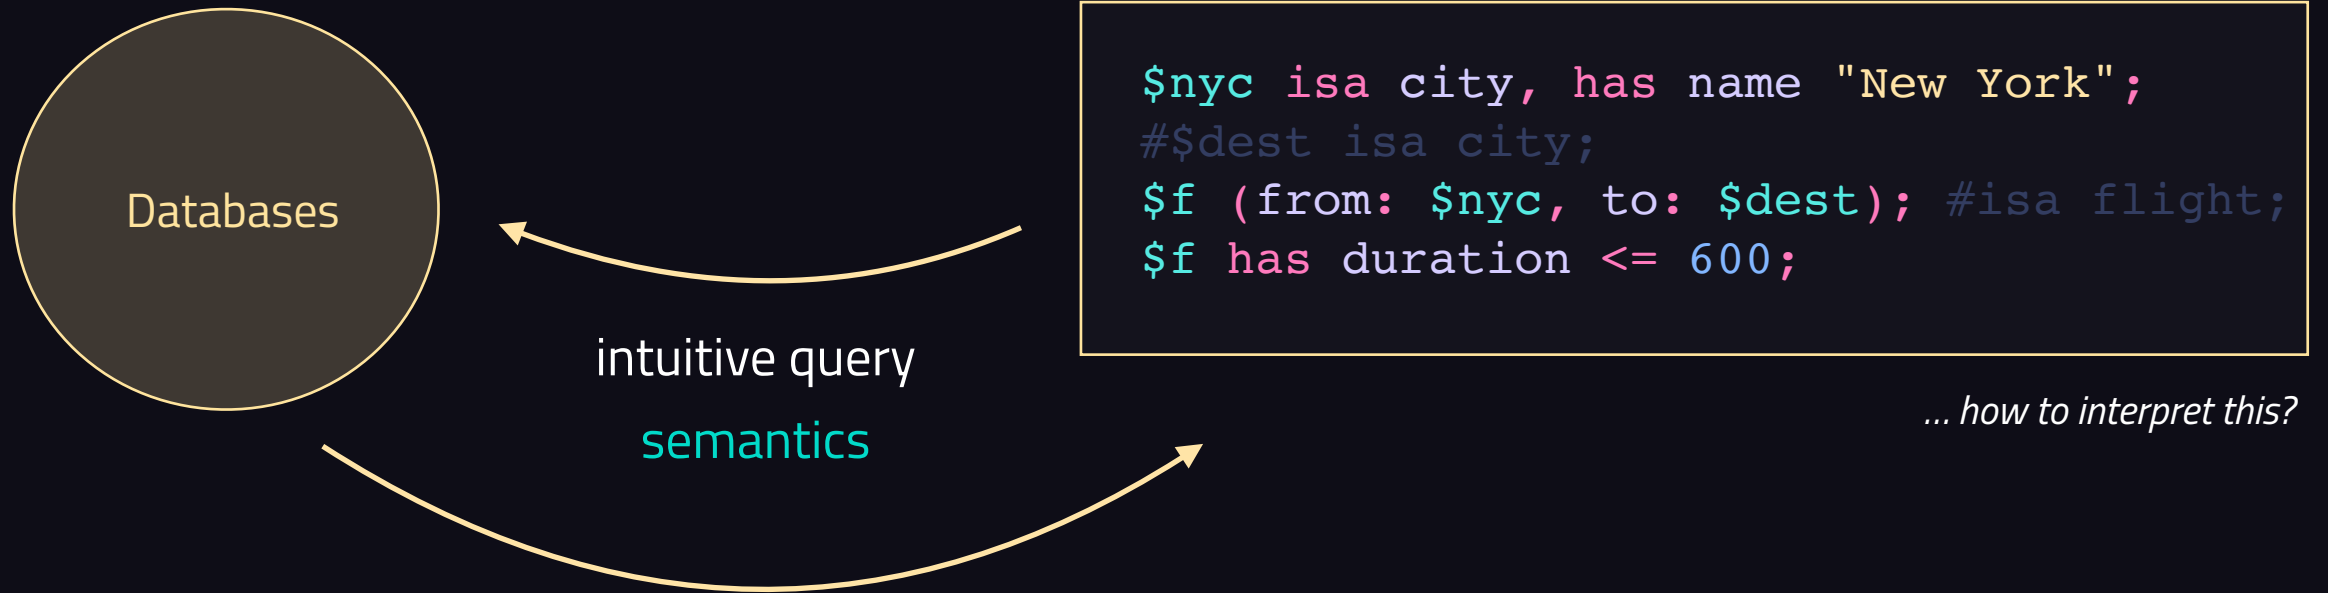 Databases
intuitive query
semantics
$nyc isa city, has name "New York";
#$dest isa city;
$f (from: $nyc, to: $dest); #isa flight;
$f has duration <= 600;
... how to interpret this?